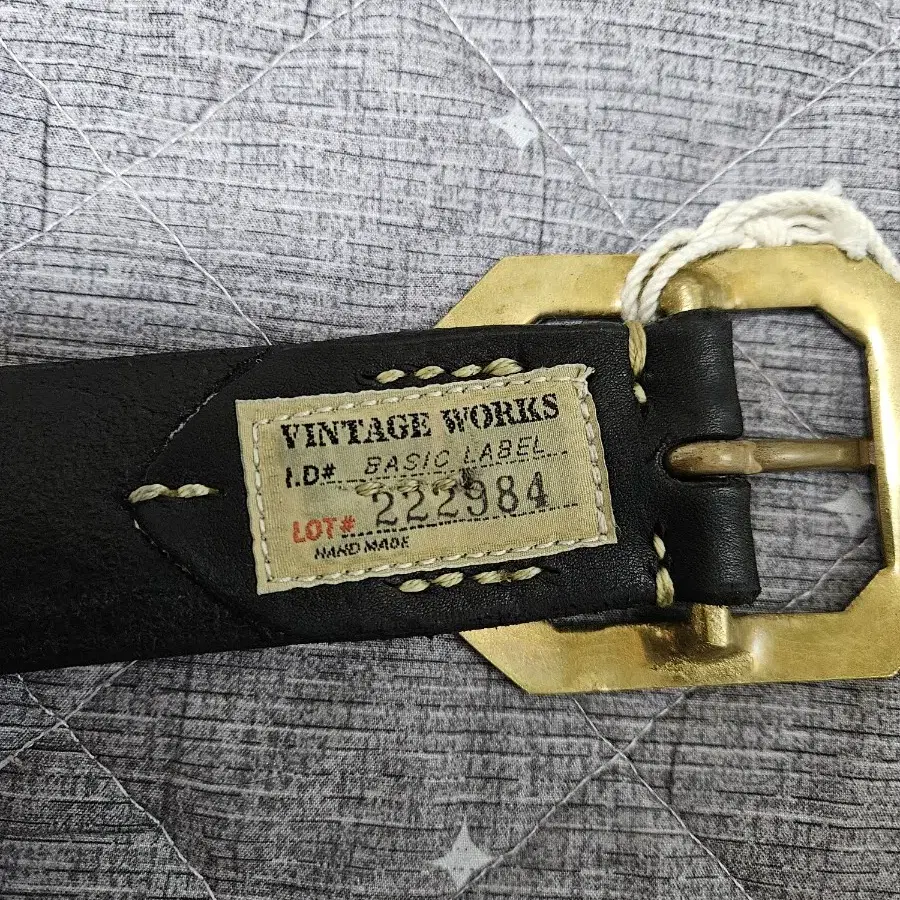 VINTAGE WORKS
I.D# BASIC LABEL
LOT# 222984
HAND MADE